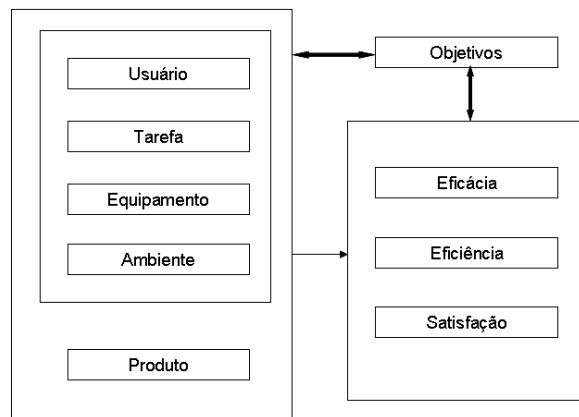 Usuário
Tarefa
Equipamento
Ambiente
Produto
Objetivos
Eficácia
Eficiência
Satisfação